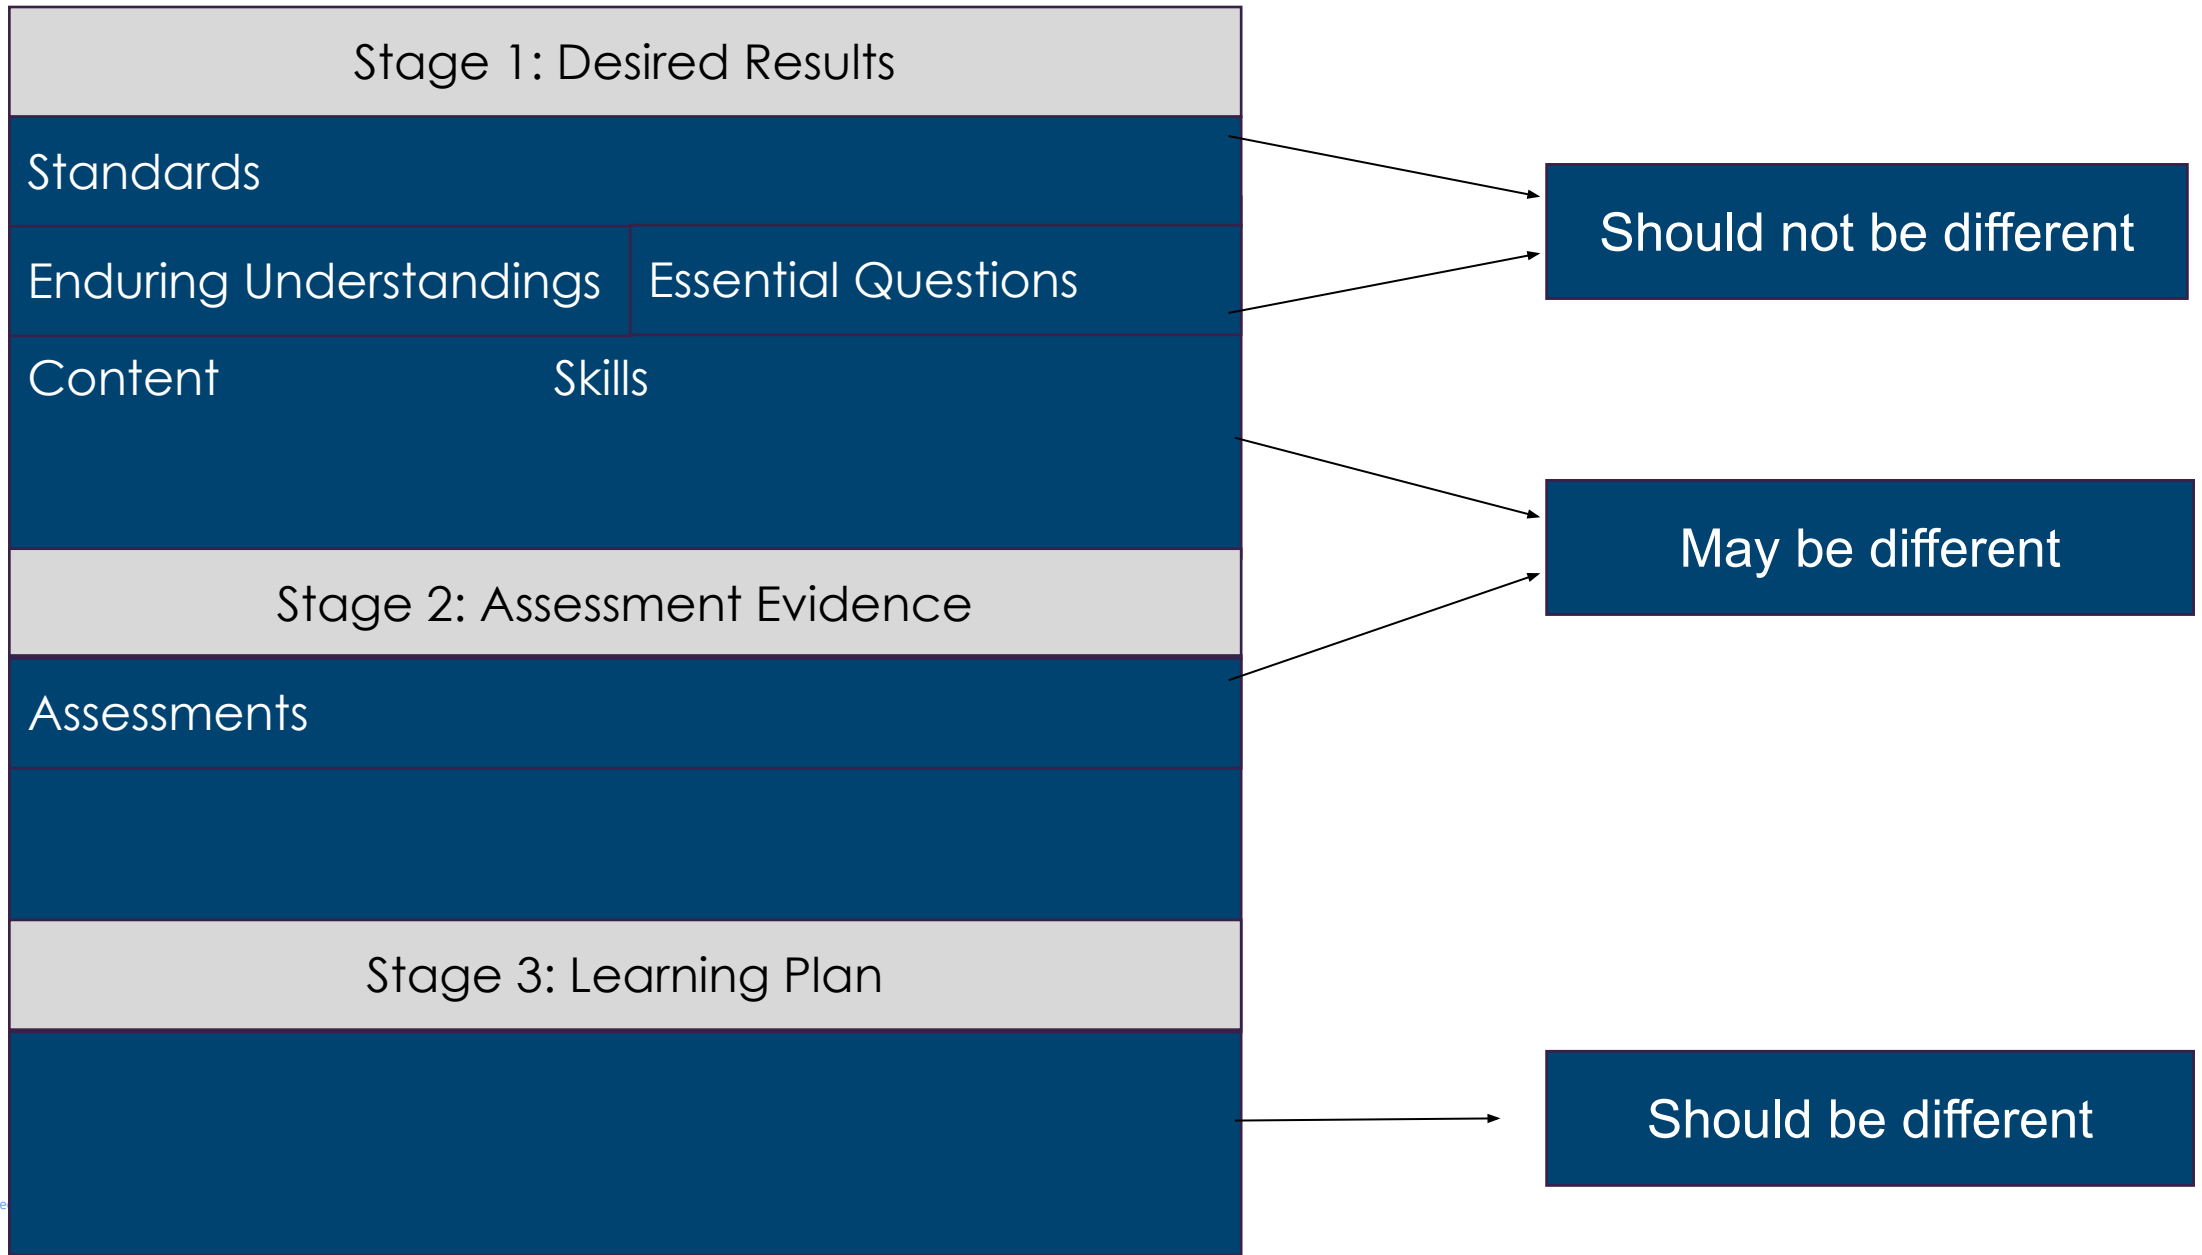 Stage 1: Desired Results
Standards
Should not be different
Enduring Understandings
Essential Questions
Content
Skills
May be different
Stage 2: Assessment Evidence
Assessments
Stage 3: Learning Plan
Should be different